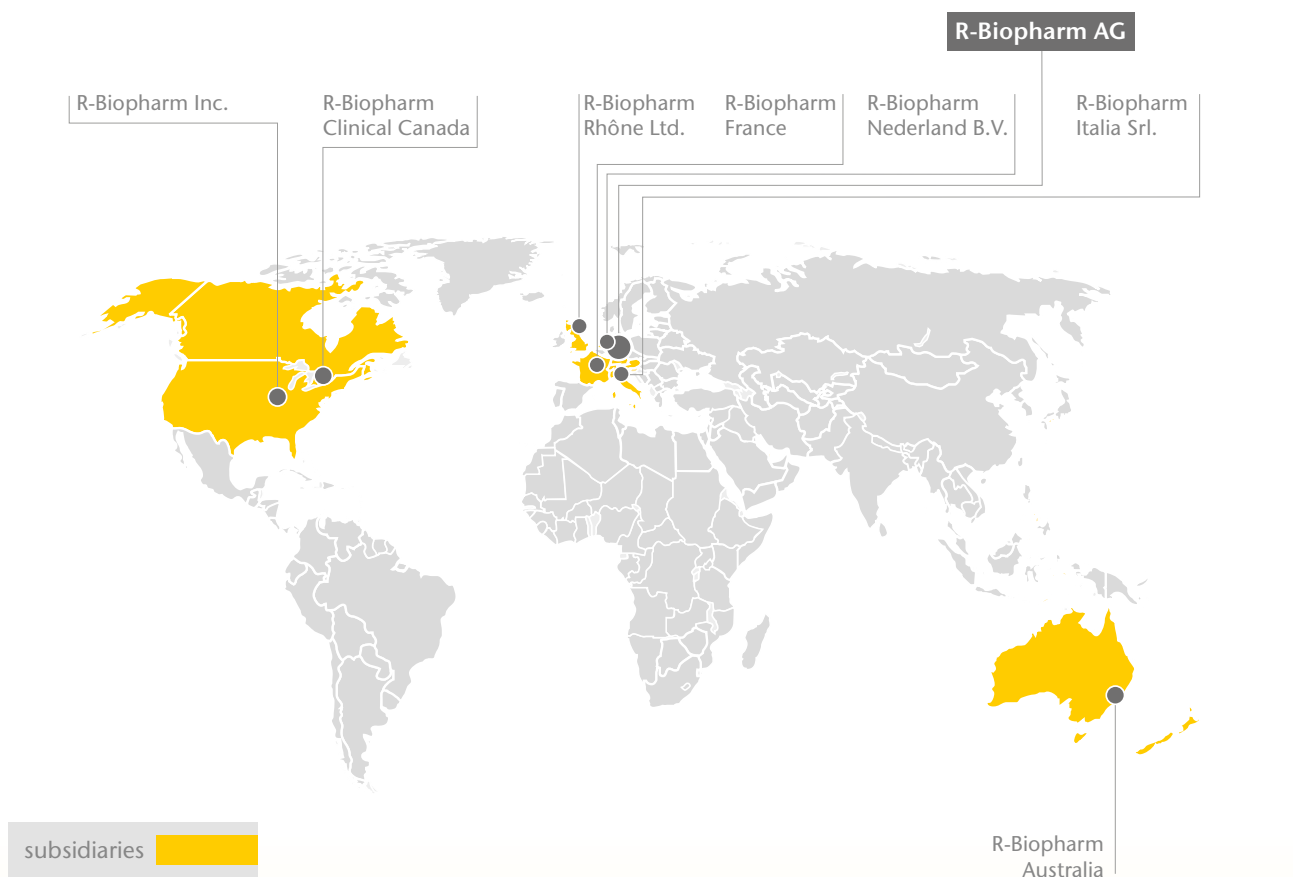 R-Biopharm AG
R-Biopharm Inc.
R-Biopharm
Clinical Canada
R-Biopharm
Rhône Ltd.
R-Biopharm
France
R-Biopharm
Nederland B.V.
R-Biopharm
Italia Srl.
subsidiaries
R-Biopharm
Australia